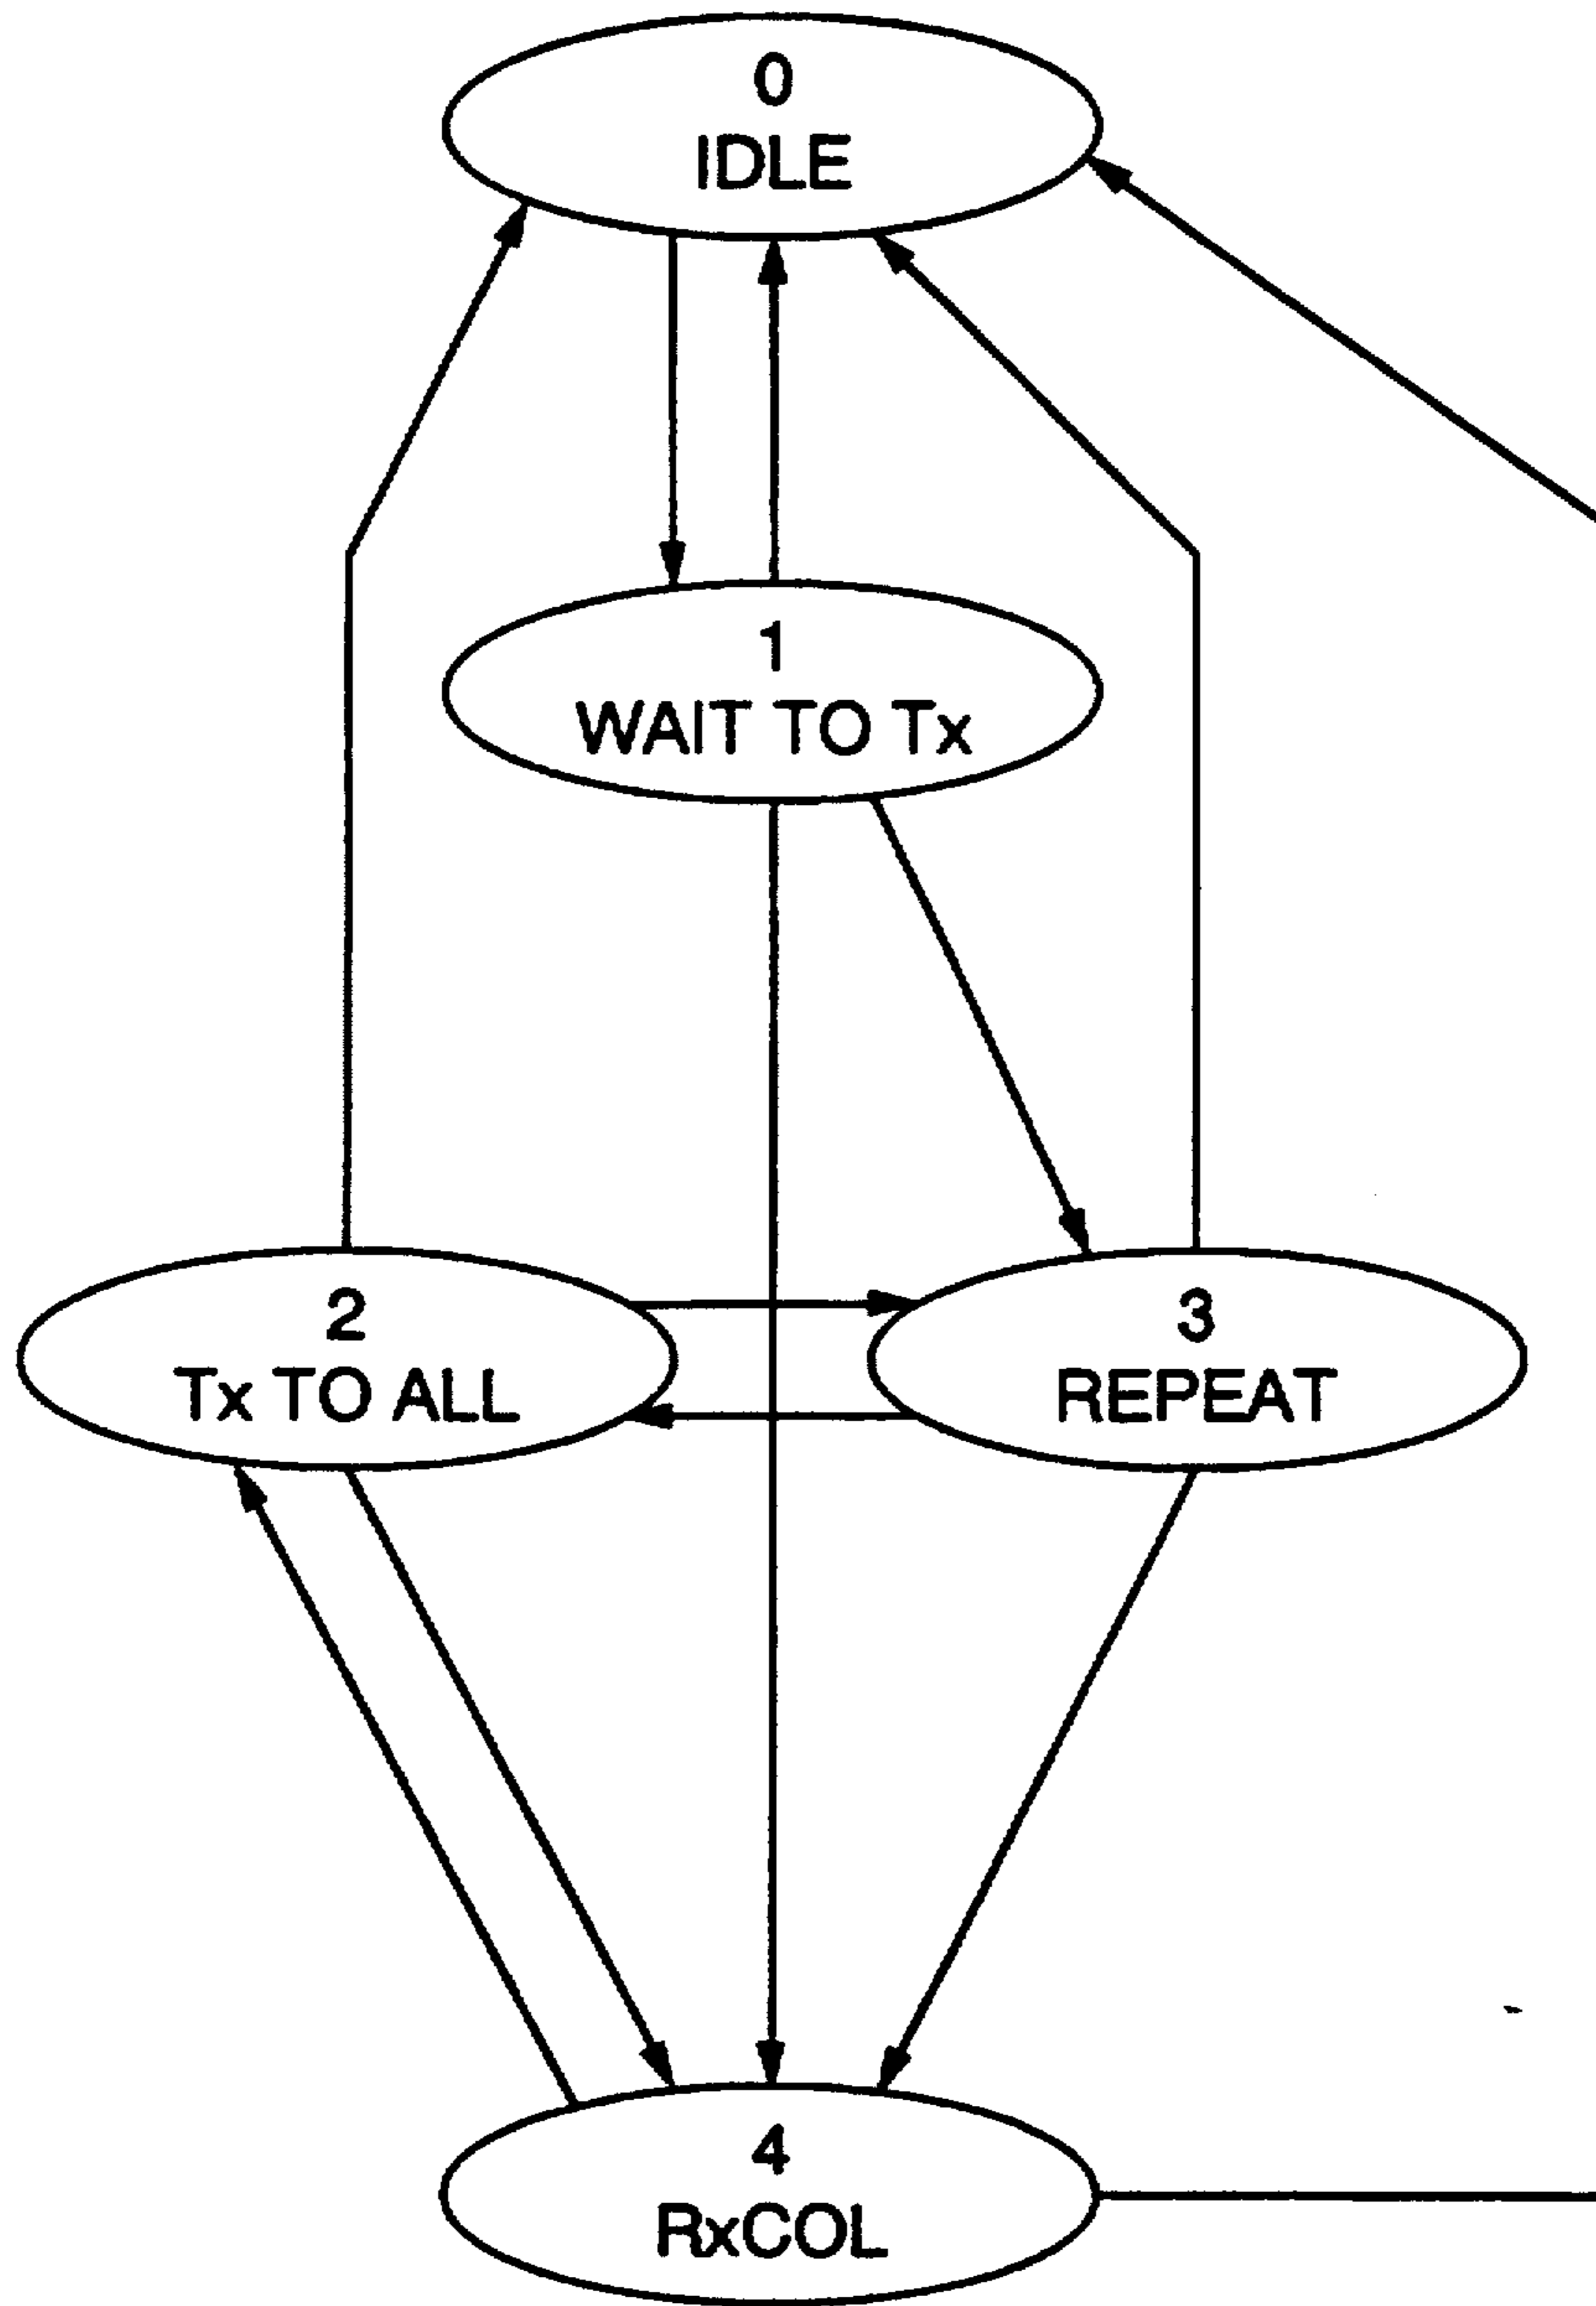 0
IDLE
1
WAIT TO Tx
2
Tx TO ALL
3
REPEAT
4
RxCOL